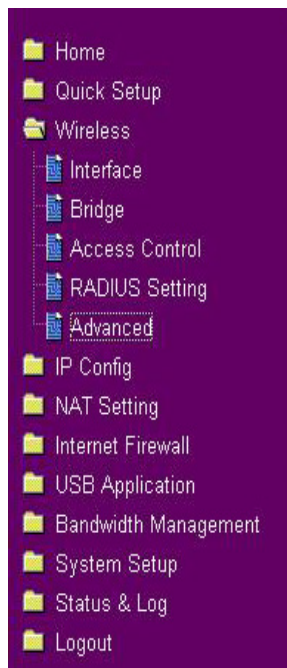 Home
Quick Setup
Wireless
Interface
Bridge
Access Control
RADIUS Setting
Advanced
IP Config
NAT Setting
Internet Firewall
USB Application
Bandwidth Management
System Setup
Status & Log
Logout